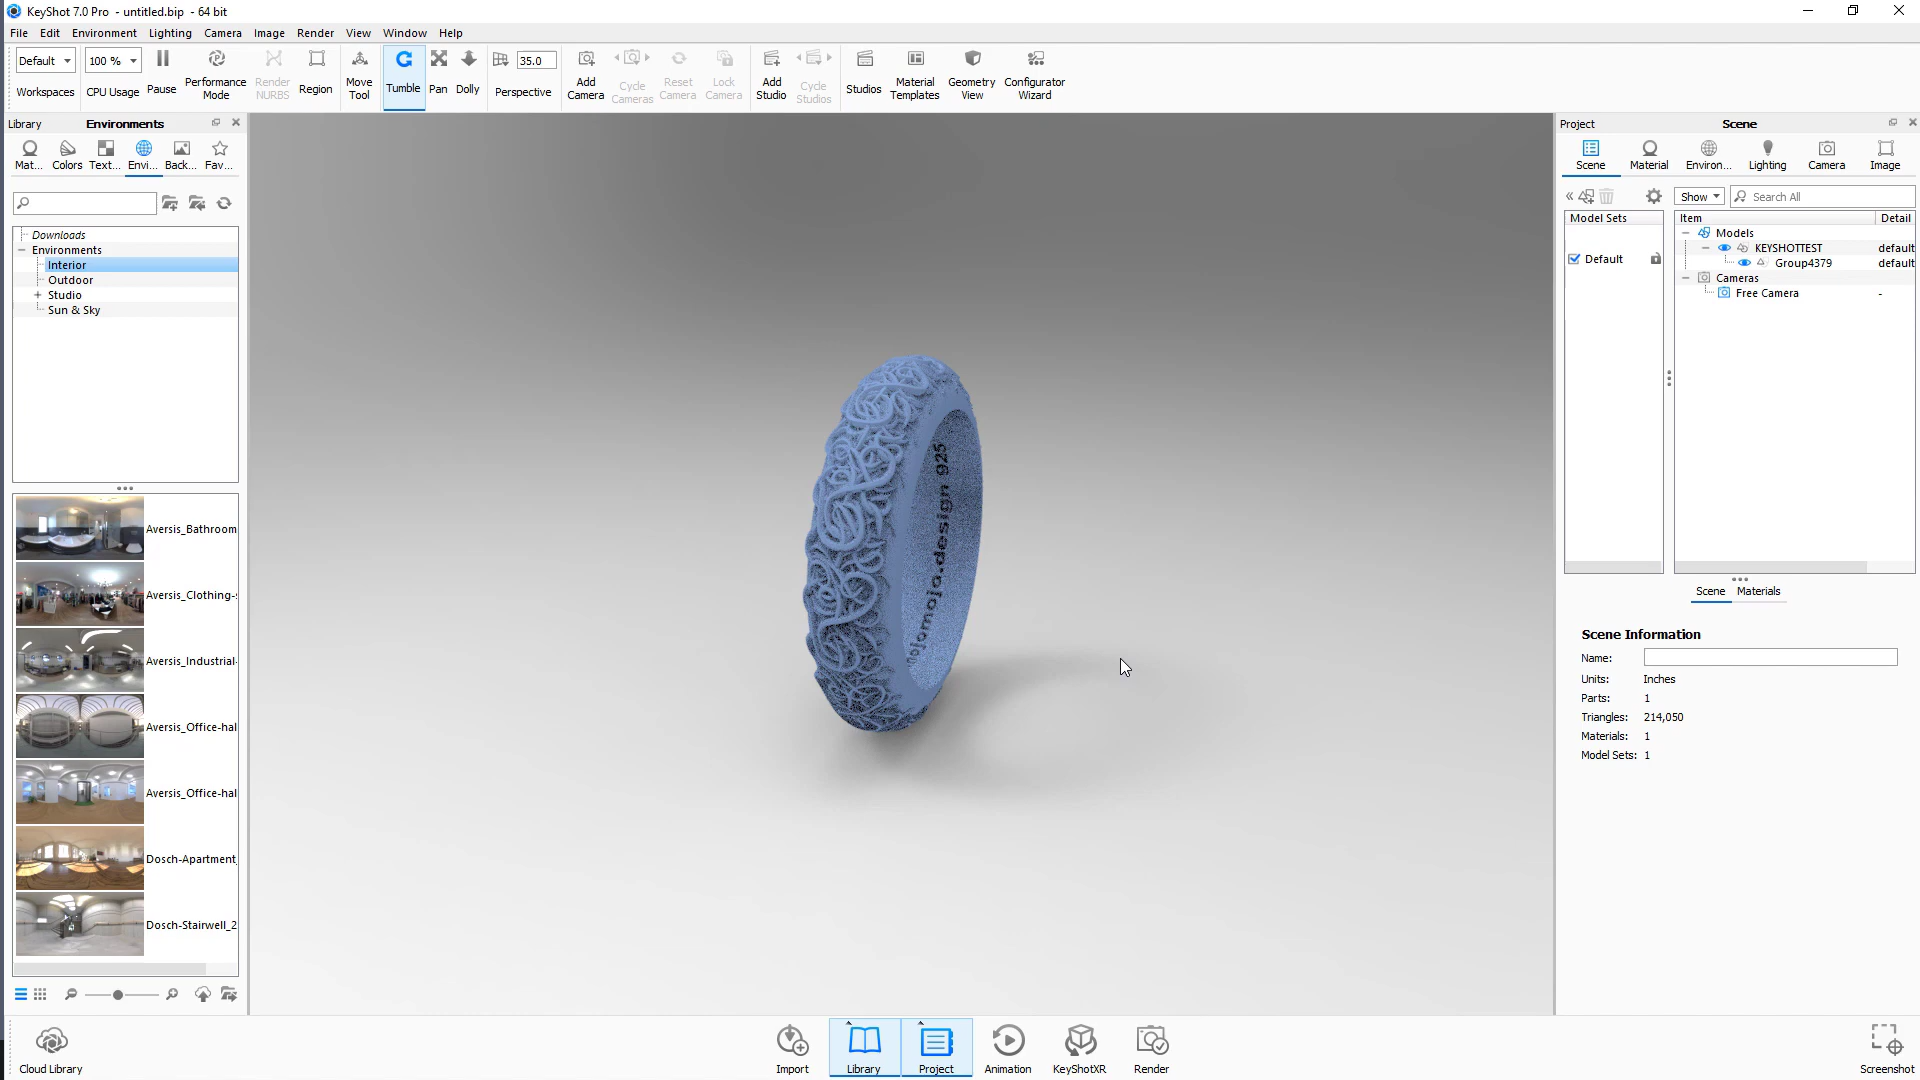 KeyShot 7.0 Pro - untitled.bip - 64 bit
File Edit Environment Lighting Camera Image Render View Window Help
Default
Workspaces
100 %
CPU Usage
Pause
Performance
Mode
Render
NURBS
Region
Move
Tool
Tumble
Pan
Dolly
35.0
Perspective
Add
Camera
Cycle
Cameras
Reset
Camera
Lock
Camera
Add
Studio
Cycle
Studios
Studios
Material
Templates
Geometry
View
Configurator
Wizard
Library
Environments
Mat...
Colors
Text...
Envi...
Back...
Fav...
Downloads
Environments
Interior
Outdoor
Studio
Sun & Sky
Aversis_Bathroom
Aversis_Clothing-
Aversis_Industrial-
Aversis_Office-hal
Aversis_Office-hal
Dosch-Apartment_
Dosch-Stairwell_2
mojomojo.design 925
Project
Scene
Scene
Material
Environ...
Lighting
Camera
Image
Show
Search All
Model Sets
Default
Item Detail
Models
KEYSHOTTEST default
Group4379 default
Cameras
Free Camera -
Scene Materials
Scene Information
Name:
Units: Inches
Parts: 1
Triangles: 214,050
Materials: 1
Model Sets: 1
Cloud Library
Import
Library
Project
Animation
KeyShotXR
Render
Screenshot